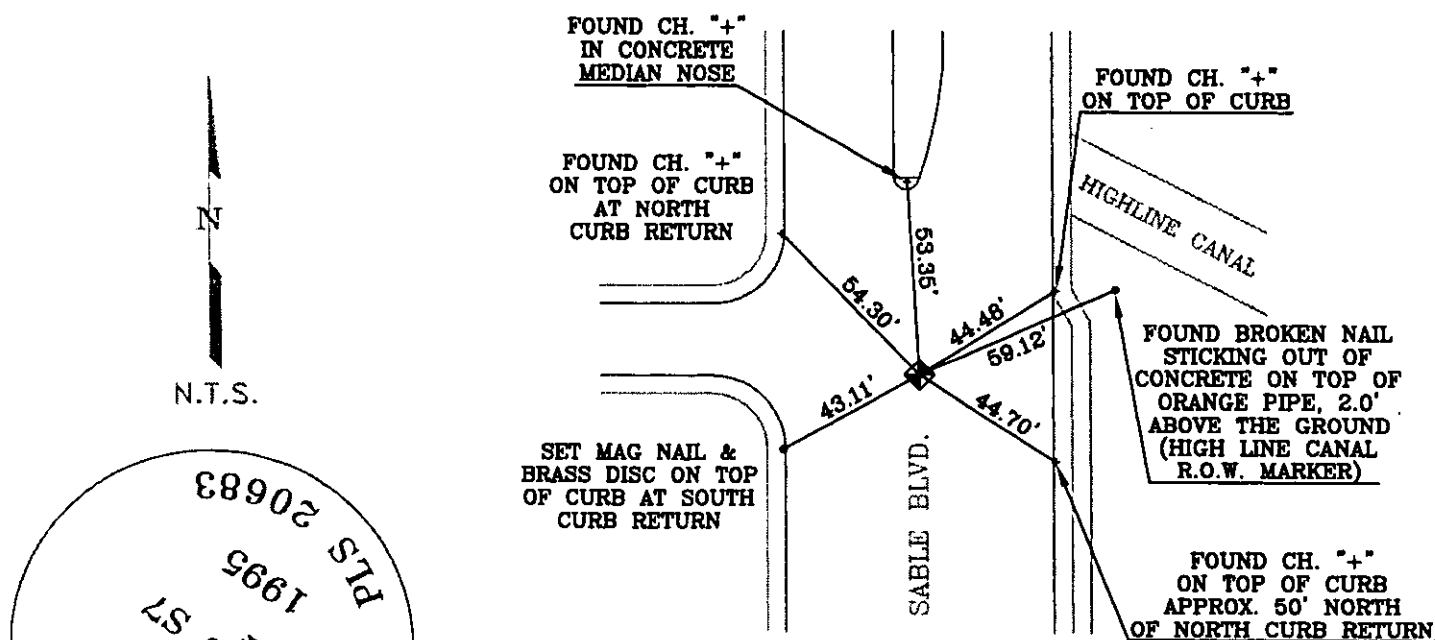 FOUND CH. "+"
IN CONCRETE
MEDIAN NOSE
FOUND CH. "+"
ON TOP OF CURB
FOUND CH. "+"
ON TOP OF CURB
AT NORTH
CURB RETURN
HIGHLINE CANAL
N
N.T.S.
53.35'
54.30'
44.48'
59.12'
43.11'
44.70'
FOUND BROKEN NAIL
STICKING OUT OF
CONCRETE ON TOP OF
ORANGE PIPE, 2.0'
ABOVE THE GROUND
(HIGH LINE CANAL
R.O.W. MARKER)
SET MAG NAIL &
BRASS DISC ON TOP
OF CURB AT SOUTH
CURB RETURN
SABLE BLVD.
FOUND CH. "+"
ON TOP OF CURB
APPROX. 50' NORTH
OF NORTH CURB RETURN
PLS 20683
1995
S7